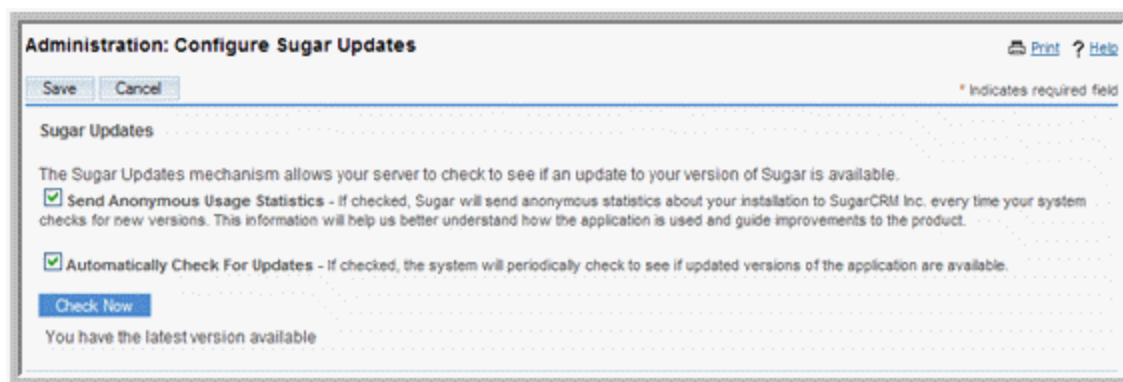 Administration: Configure Sugar Updates
Print ? Help
Save Cancel
* Indicates required field
Sugar Updates
The Sugar Updates mechanism allows your server to check to see if an update to your version of Sugar is available.
Send Anonymous Usage Statistics - If checked, Sugar will send anonymous statistics about your installation to SugarCRM Inc. every time your system
checks for new versions. This information will help us better understand how the application is used and guide improvements to the product.
Automatically Check For Updates - If checked, the system will periodically check to see if updated versions of the application are available.
Check Now
You have the latest version available